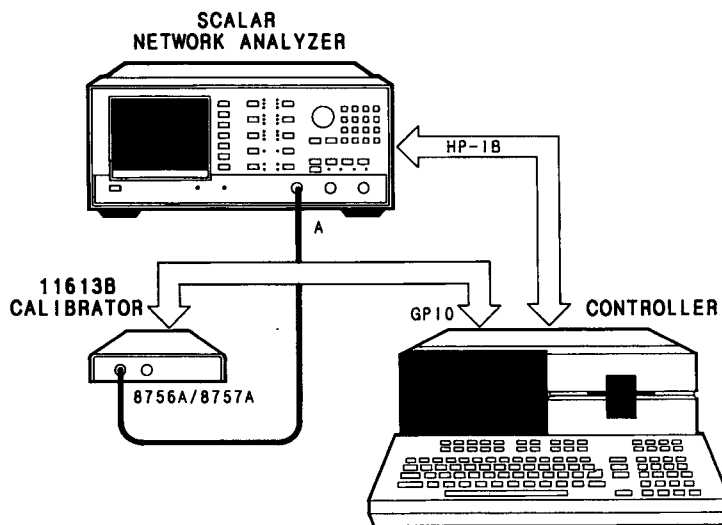 SCALAR
NETWORK ANALYZER
HP-IB
A
11613B
CALIBRATOR
GPIO
CONTROLLER
8756A/8757A